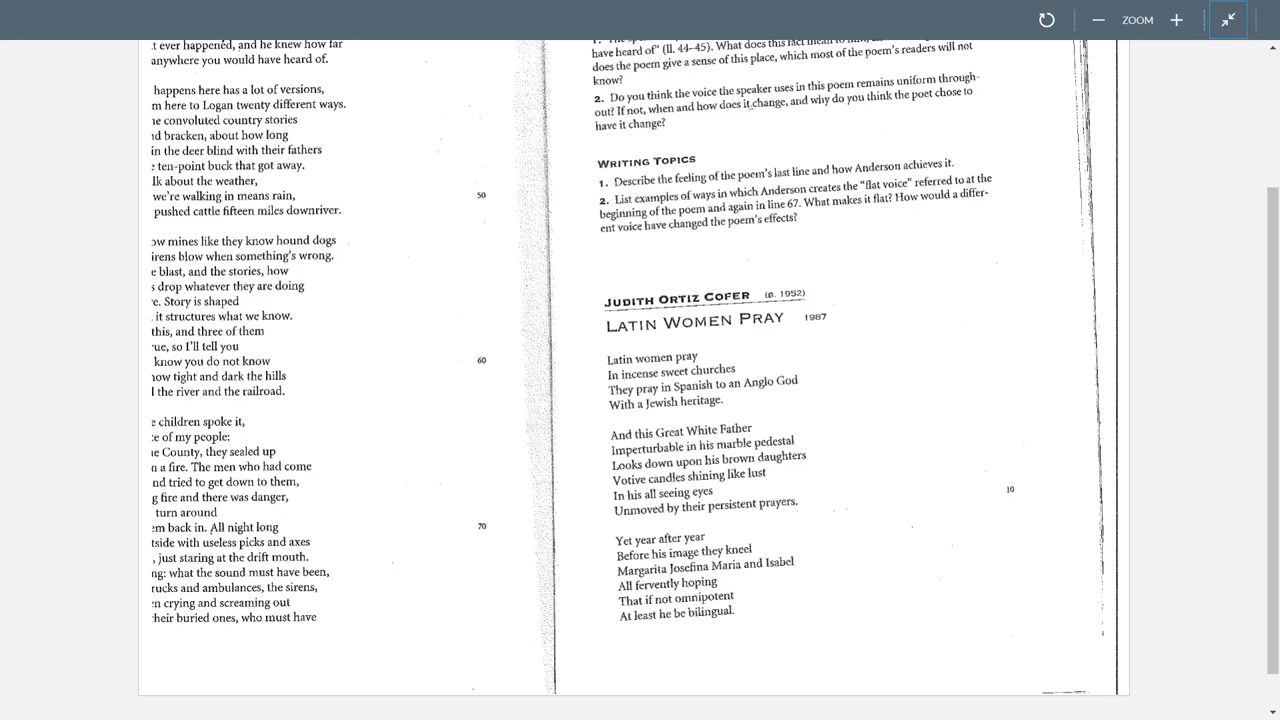 ZOOM
t ever happened, and he knew how far
anywhere you would have heard of.
happens here has a lot of versions,
m here to Logan twenty different ways.
ne convoluted country stories
nd bracken, about how long
in the deer blind with their fathers
e ten-point buck that got away.
lk about the weather,
we're walking in means rain,
50
pushed cattle fifteen miles downriver.
ow mines like they know hound dogs
irens blow when something's wrong.
e blast, and the stories, how
s drop whatever they are doing
e. Story is shaped
it structures what we know.
this, and three of them
rue, so I'll tell you
know you do not know
60
now tight and dark the hills
l the river and the railroad.
e children spoke it,
ce of my people:
ne County, they sealed up
n a fire. The men who had come
nd tried to get down to them,
g fire and there was danger,
turn around
em back in. All night long
70
tside with useless picks and axes
, just staring at the drift mouth.
ng: what the sound must have been,
rucks and ambulances, the sirens,
en crying and screaming out
heir buried ones, who must have
have heard of" (ll. 44–45). What does this fact mean to
does the poem give a sense of this place, which most of the poem's readers will not
know?
2. Do you think the voice the speaker uses in this poem remains uniform through-
out? If not, when and how does it change, and why do you think the poet chose to
have it change?
WRITING TOPICS
1. Describe the feeling of the poem's last line and how Anderson achieves it.
2. List examples of ways in which Anderson creates the "flat voice" referred to at the
beginning of the poem and again in line 67. What makes it flat? How would a differ-
ent voice have changed the poem's effects?
JUDITH ORTIZ COFER (B. 1952)
LATIN WOMEN PRAY 1987
Latin women pray
In incense sweet churches
They pray in Spanish to an Anglo God
With a Jewish heritage.
And this Great White Father
Imperturbable in his marble pedestal
Looks down upon his brown daughters
Votive candles shining like lust
In his all seeing eyes
10
Unmoved by their persistent prayers.
Yet year after year
Before his image they kneel
Margarita Josefina Maria and Isabel
All fervently hoping
That if not omnipotent
At least he be bilingual.